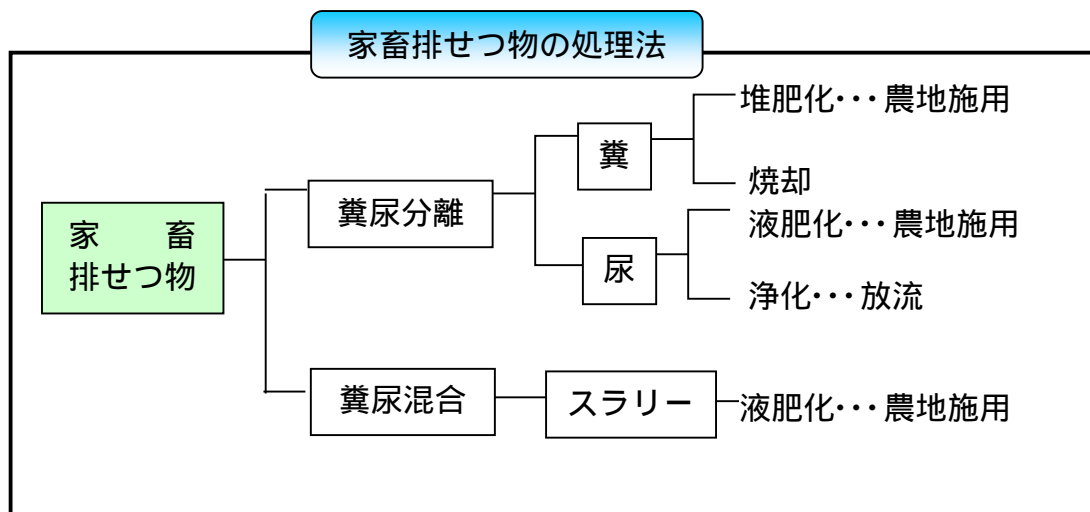 家畜排せつ物の処理法
堆肥化･･･農地施用
糞
焼却
糞尿分離
液肥化･･･農地施用
家　　畜
排せつ物
尿
浄化･･･放流
糞尿混合
スラリー
液肥化･･･農地施用